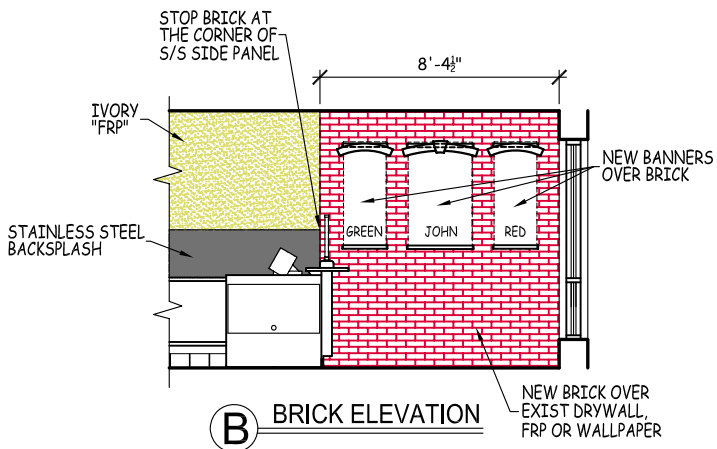 STOP BRICK AT
THE CORNER OF
S/S SIDE PANEL
8'-4½"
IVORY
"FRP"
NEW BANNERS
OVER BRICK
STAINLESS STEEL
BACKSPLASH
GREEN
JOHN
RED
NEW BRICK OVER
EXIST DRYWALL,
FRP OR WALLPAPER
B
BRICK ELEVATION